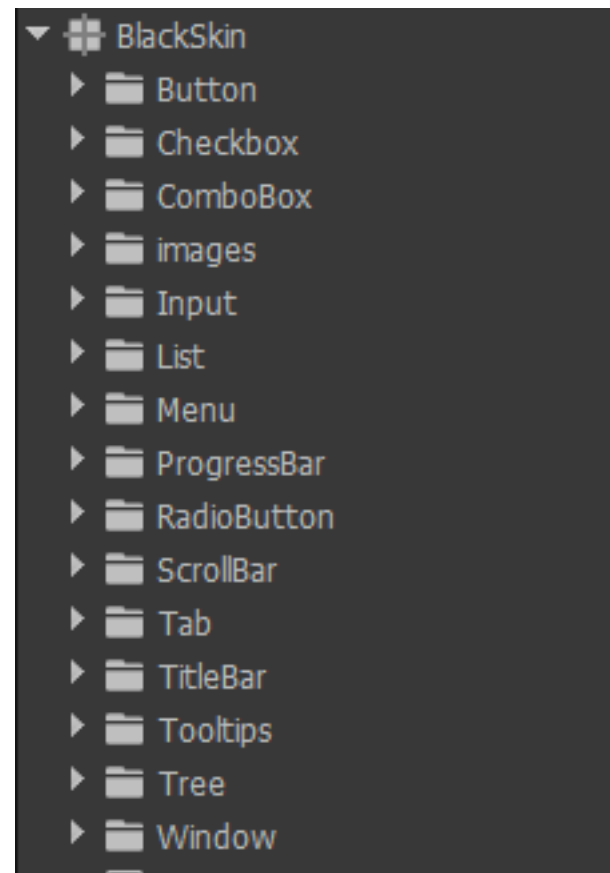 BlackSkin
Button
Checkbox
ComboBox
images
Input
List
Menu
ProgressBar
RadioButton
ScrollBar
Tab
TitleBar
Tooltips
Tree
Window